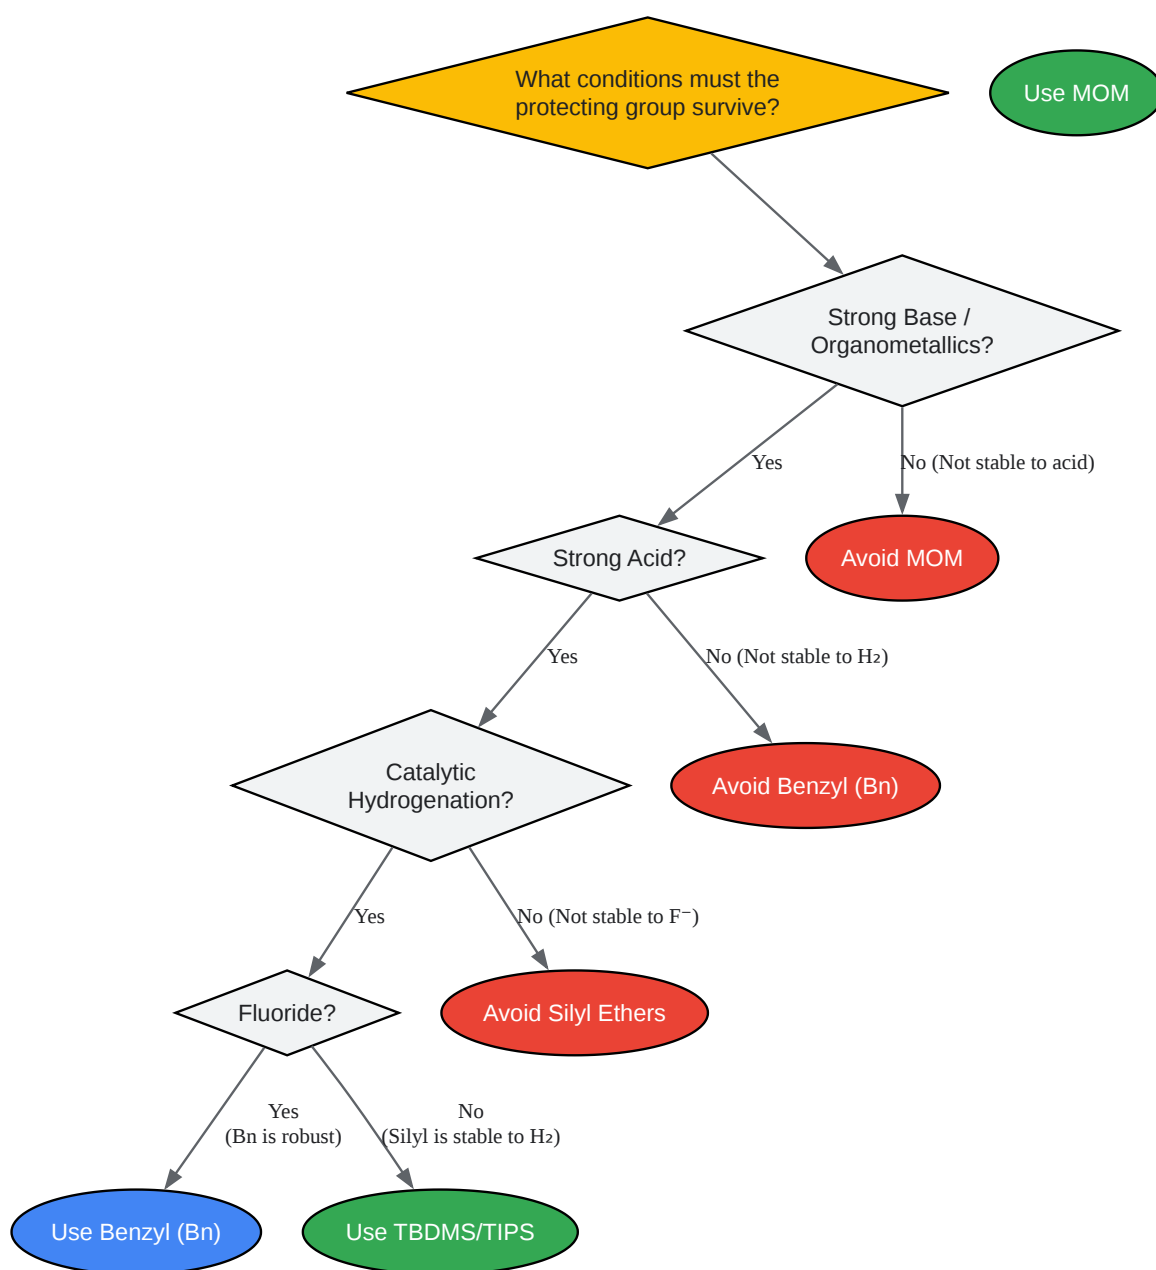 What conditions must the
protecting group survive?
Use MOM
Strong Base /
Organometallics?
Yes
No (Not stable to acid)
Strong Acid?
Avoid MOM
Yes
No (Not stable to H₂)
Catalytic
Hydrogenation?
Avoid Benzyl (Bn)
Yes
No (Not stable to F⁻)
Fluoride?
Avoid Silyl Ethers
Yes
(Bn is robust)
No
(Silyl is stable to H₂)
Use Benzyl (Bn)
Use TBDMS/TIPS